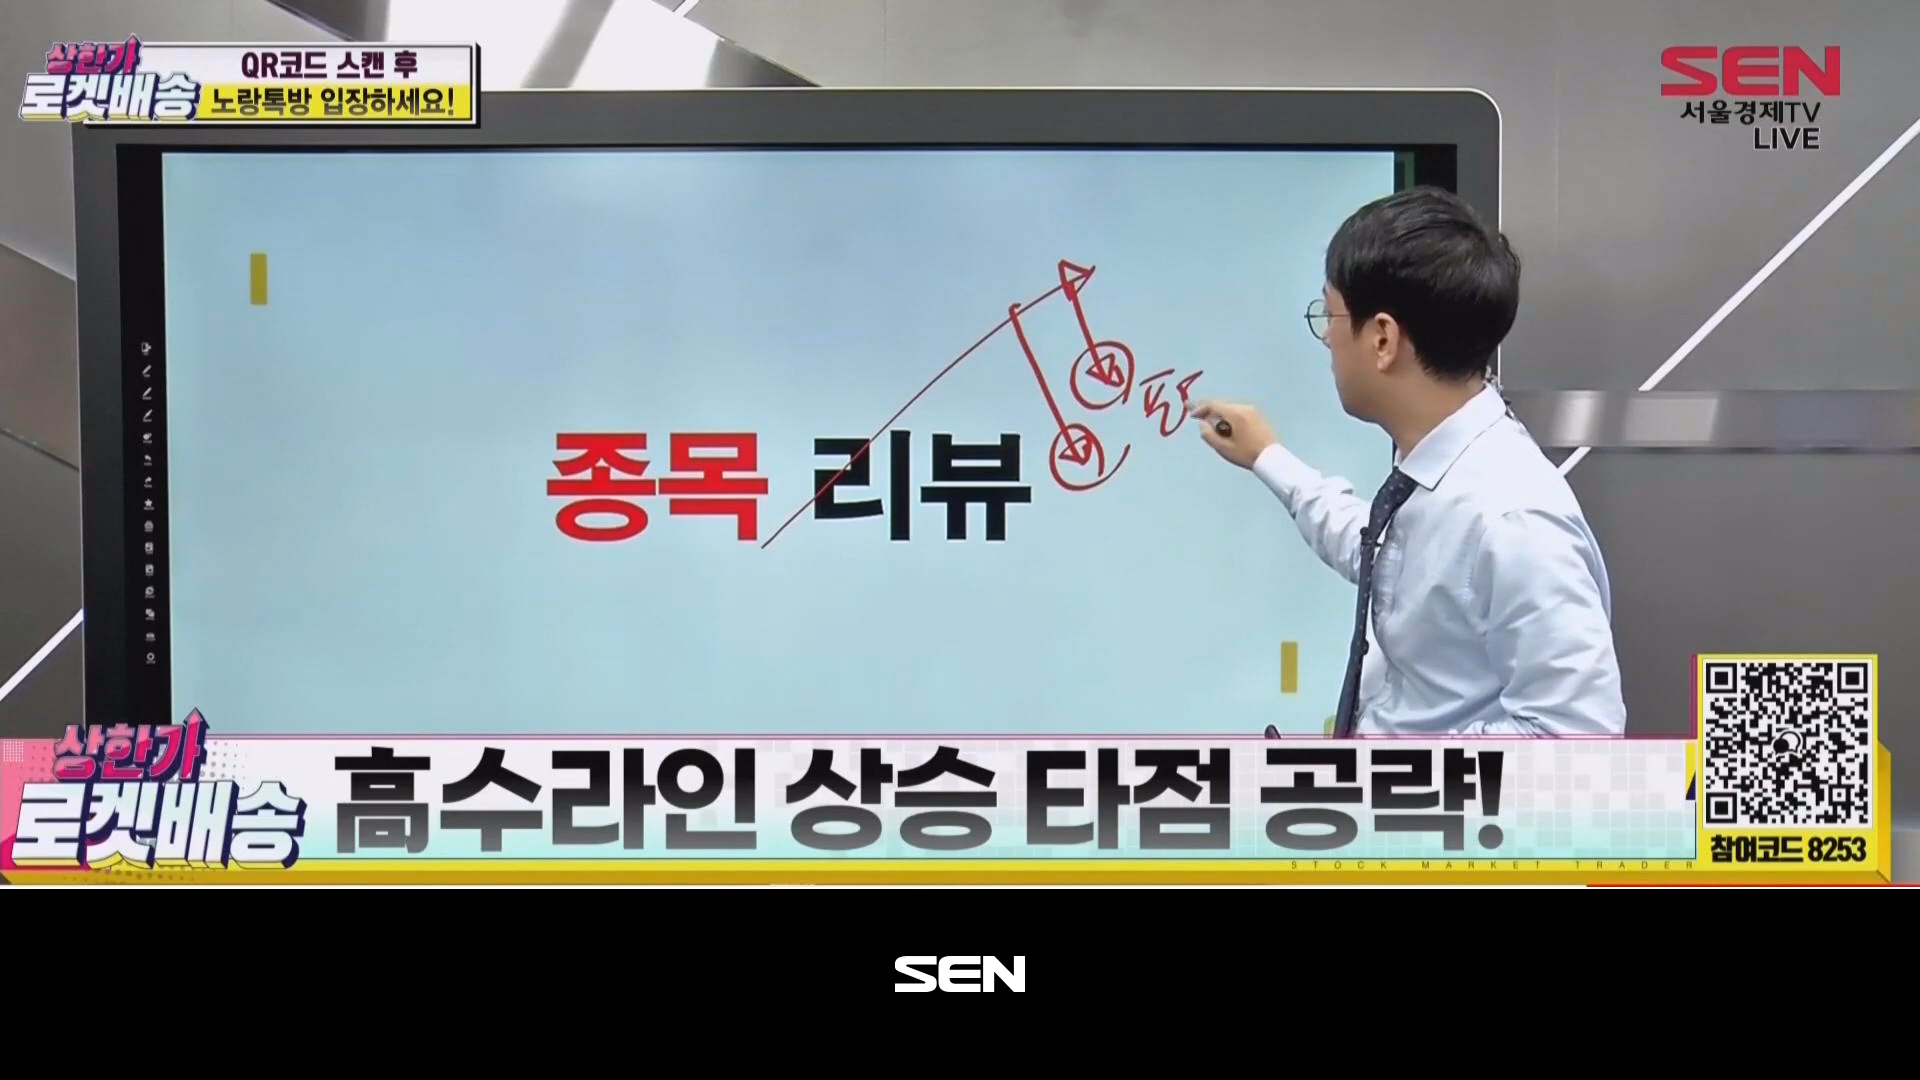 상한가
로켓배송
QR코드 스캔 후
노랑톡방 입장하세요!
SEN
서울경제TV
LIVE
종목 리뷰
상한가
로켓배송
高수라인 상승 타점 공략!
참여코드 8253
STOCK MARKET TRADER
SEN